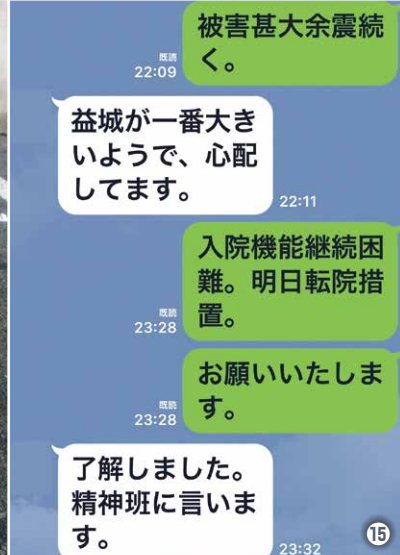 被害甚大余震続
く。
既読
22:09
益城が一番大き
いようで、心配
してます。
22:11
入院機能継続困
難。明日転院措
置。
既読
23:28
お願いいたしま
す。
既読
23:28
了解しました。
精神班に言いま
す。
23:32
⑮